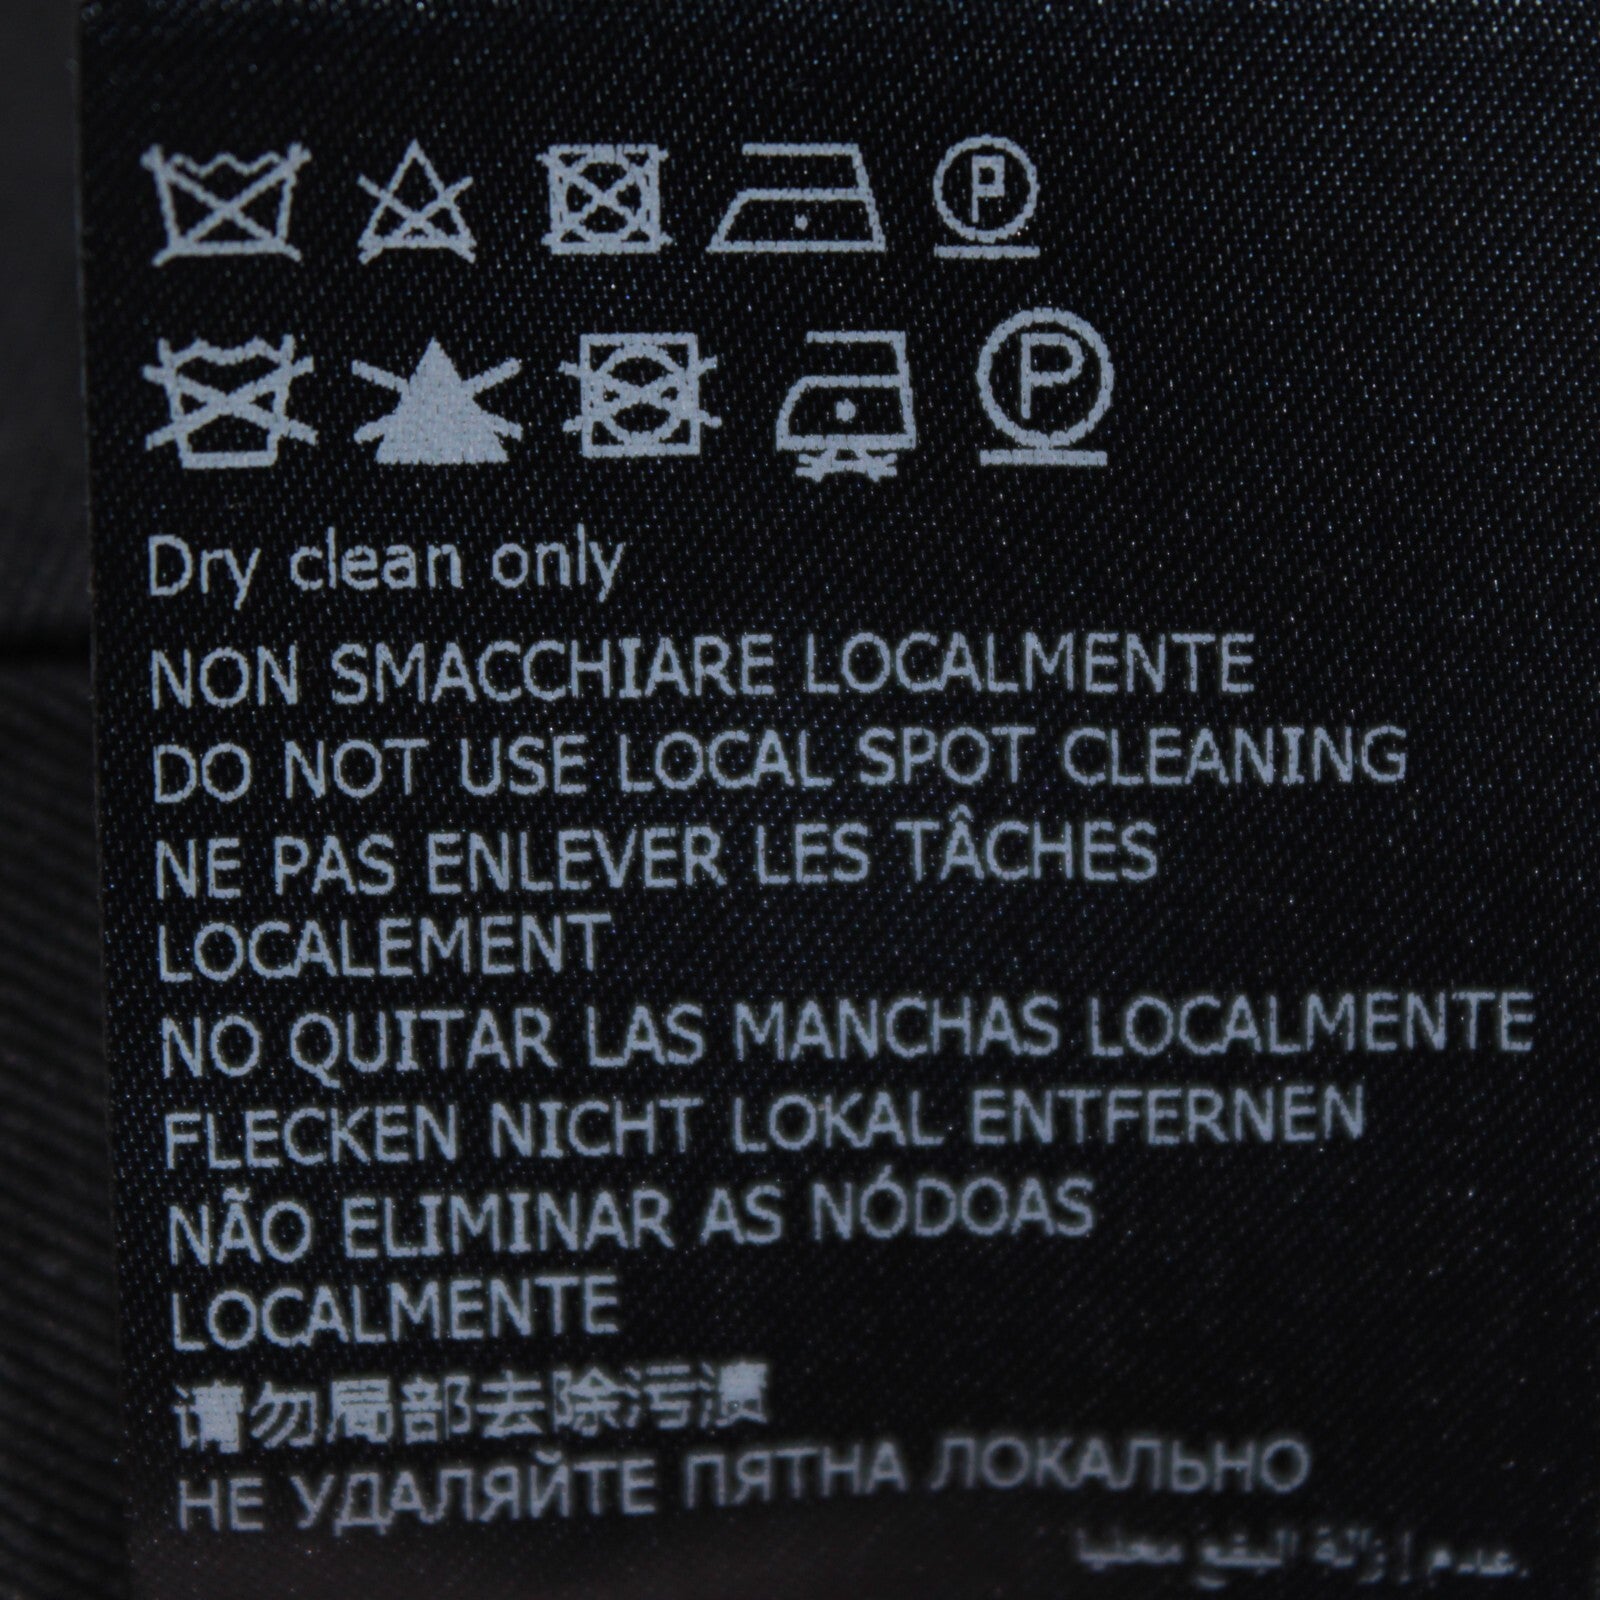 P
P
Dry clean only
NON SMACCHIARE LOCALMENTE
DO NOT USE LOCAL SPOT CLEANING
NE PAS ENLEVER LES TÂCHES
LOCALEMENT
NO QUITAR LAS MANCHAS LOCALMENTE
FLECKEN NICHT LOKAL ENTFERNEN
NÃO ELIMINAR AS NÓDOAS
LOCALMENTE
请勿局部去除污渍
НЕ УДАЛЯЙТЕ ПЯТНА ЛОКАЛЬНО
عدم إزالة البقع محليا